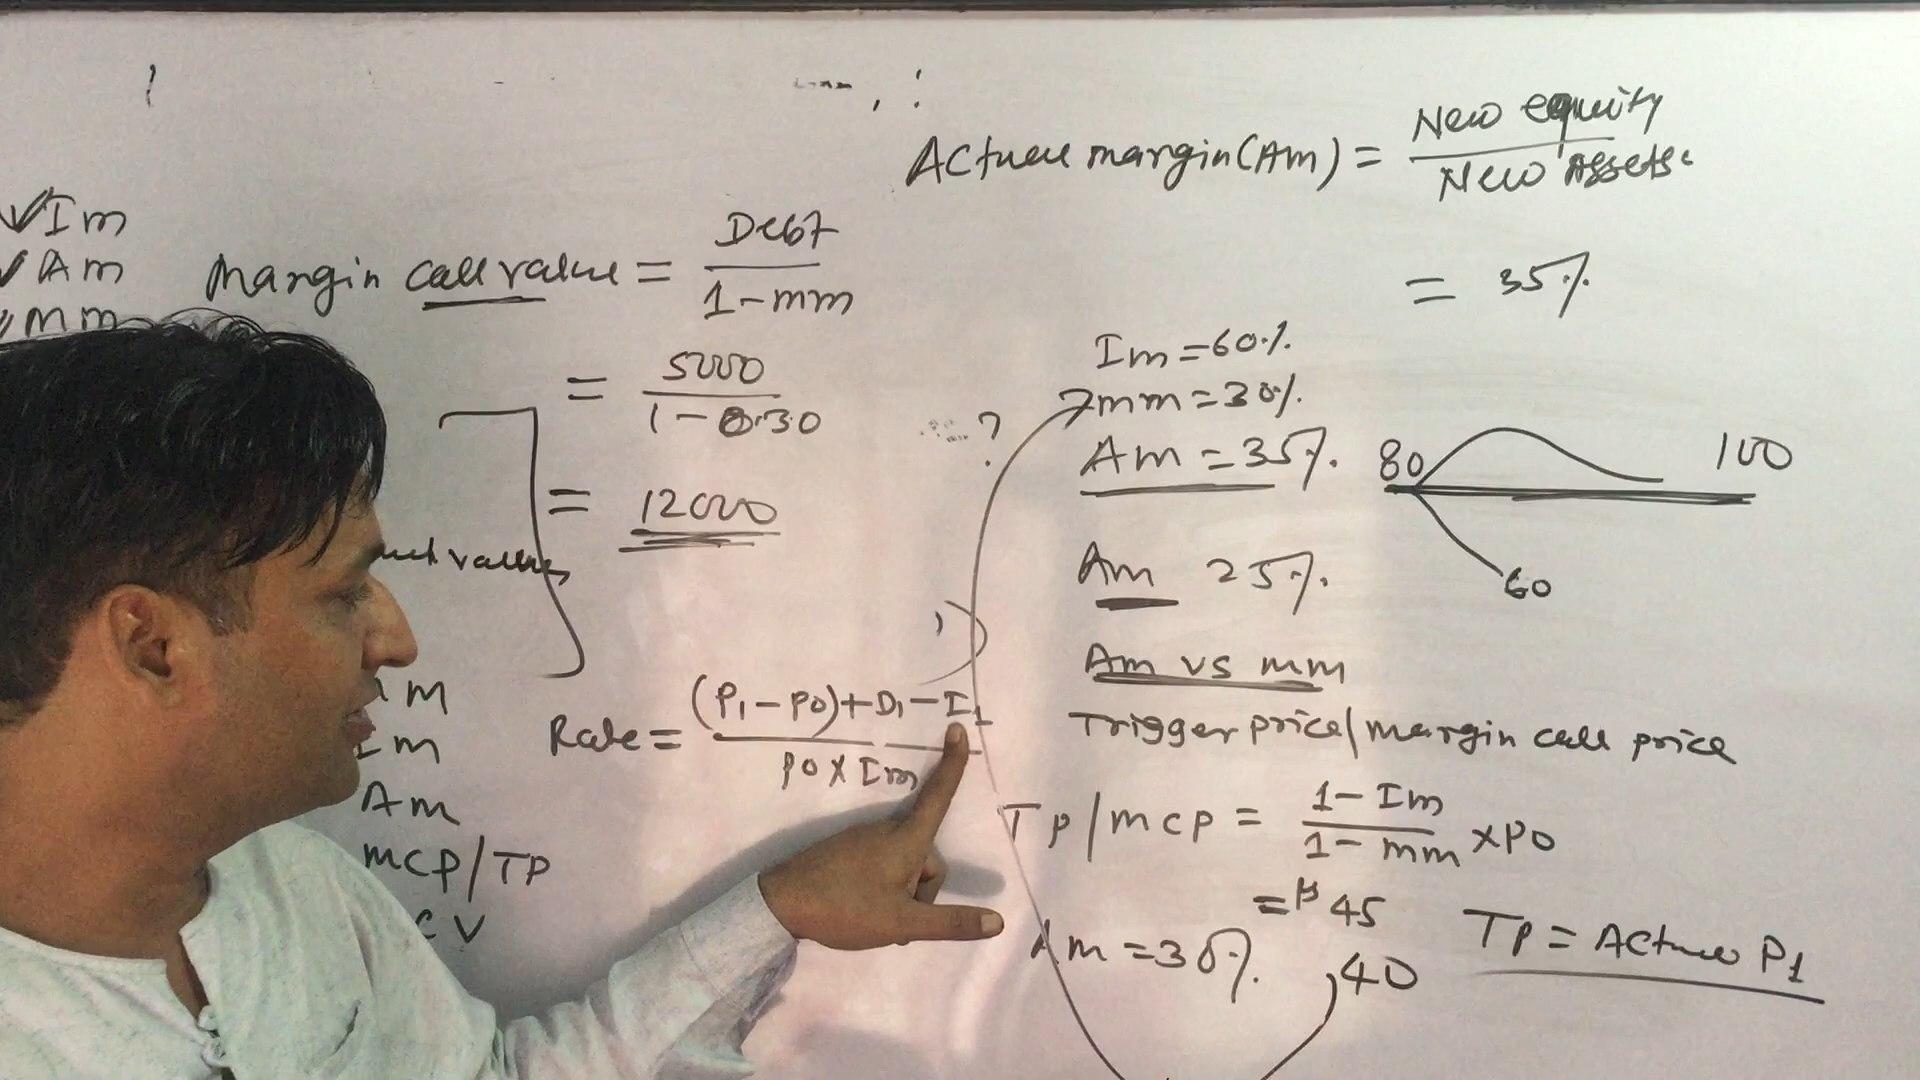 Actual margin (Am) = New equity / New Assets
= 35%
Im
Am
mm
Margin call value = Debt / 1-mm
= 5000 / 1-0.30
= 12000
Im = 60%
mm = 30%
Am = 35%
80 100
60
Am 25%
Am vs mm
Rate = (P1-P0)+D1-I1 / P0 x Im
Trigger price/margin call price
Tp/mcp = 1-Im / 1-mm x P0
= 45
Am = 30%
40
TP = Actual P1
?
value
M
Im
Am
MCP/TP
CV